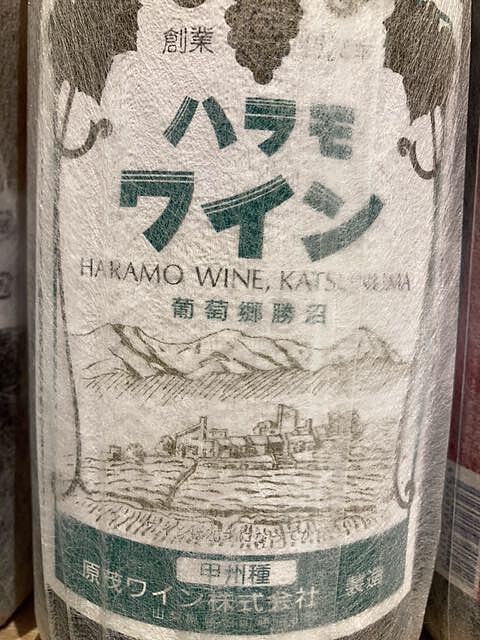 創業
ハラモ
ワイン
HARAMO WINE, KATSUNUMA
葡萄郷勝沼
甲州種
原茂ワイン株式会社 製造